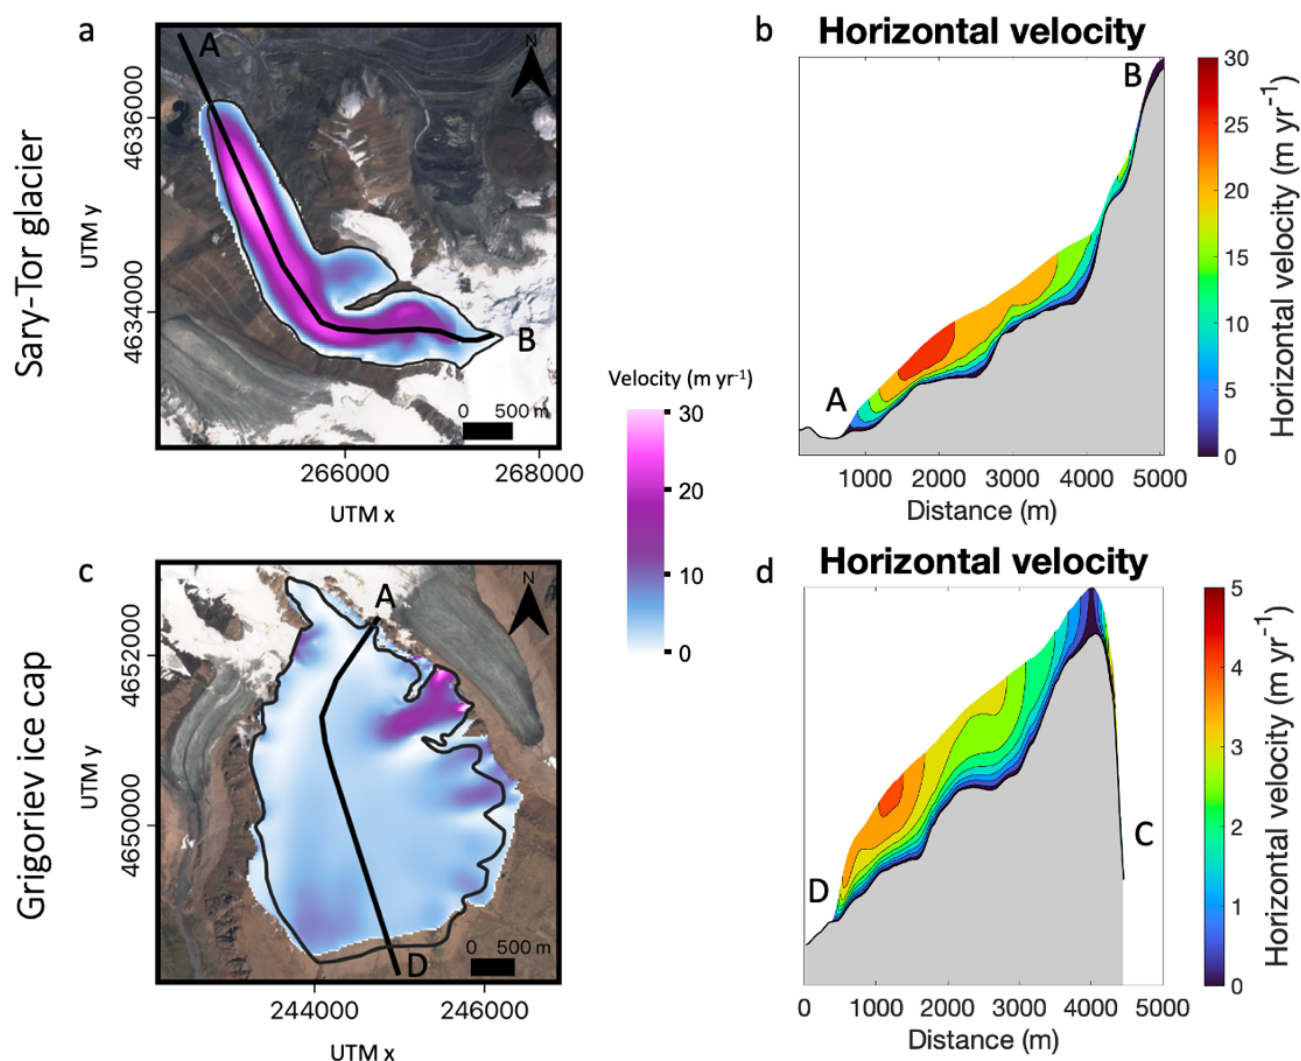 a
A
N
B
0 500 m
4636000
4634000
UTM y
Sary-Tor glacier
266000 268000
UTM x
b Horizontal velocity
B
A
30
25
20
15
10
5
0
Horizontal velocity (m yr-1)
1000 2000 3000 4000 5000
Distance (m)
Velocity (m yr-1)
30
20
10
0
c
A
N
D
0 500 m
4652000
4650000
UTM y
Grigoriev ice cap
244000 246000
UTM x
d Horizontal velocity
C
D
5
4
3
2
1
0
Horizontal velocity (m yr-1)
0 1000 2000 3000 4000 5000
Distance (m)